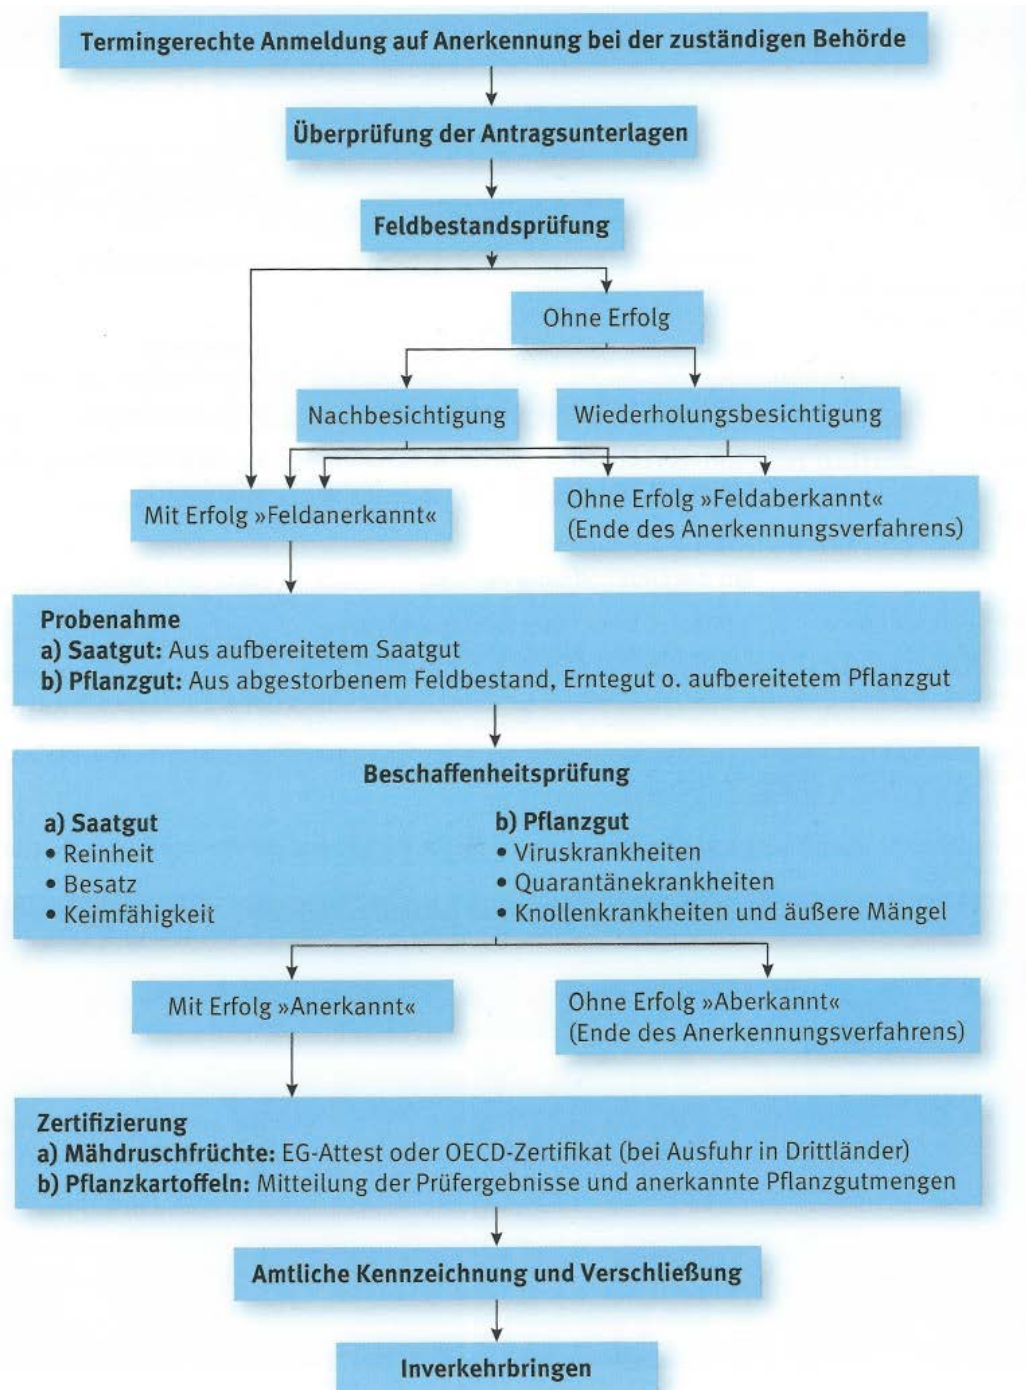 Termingerechte Anmeldung auf Anerkennung bei der zuständigen Behörde
Überprüfung der Antragsunterlagen
Feldbestandsprüfung
Ohne Erfolg
Nachbesichtigung
Wiederholungsbesichtigung
Mit Erfolg »Feldanerkannt«
Ohne Erfolg »Feldaberkannt«
(Ende des Anerkennungsverfahrens)
Probenahme
a) Saatgut: Aus aufbereitetem Saatgut
b) Pflanzgut: Aus abgestorbenem Feldbestand, Erntegut o. aufbereitetem Pflanzgut
Beschaffenheitsprüfung
a) Saatgut
• Reinheit
• Besatz
• Keimfähigkeit
b) Pflanzgut
• Viruskrankheiten
• Quarantänekrankheiten
• Knollenkrankheiten und äußere Mängel
Mit Erfolg »Anerkannt«
Ohne Erfolg »Aberkannt«
(Ende des Anerkennungsverfahrens)
Zertifizierung
a) Mähdruschfrüchte: EG-Attest oder OECD-Zertifikat (bei Ausfuhr in Drittländer)
b) Pflanzkartoffeln: Mitteilung der Prüfergebnisse und anerkannte Pflanzgutmengen
Amtliche Kennzeichnung und Verschließung
Inverkehrbringen